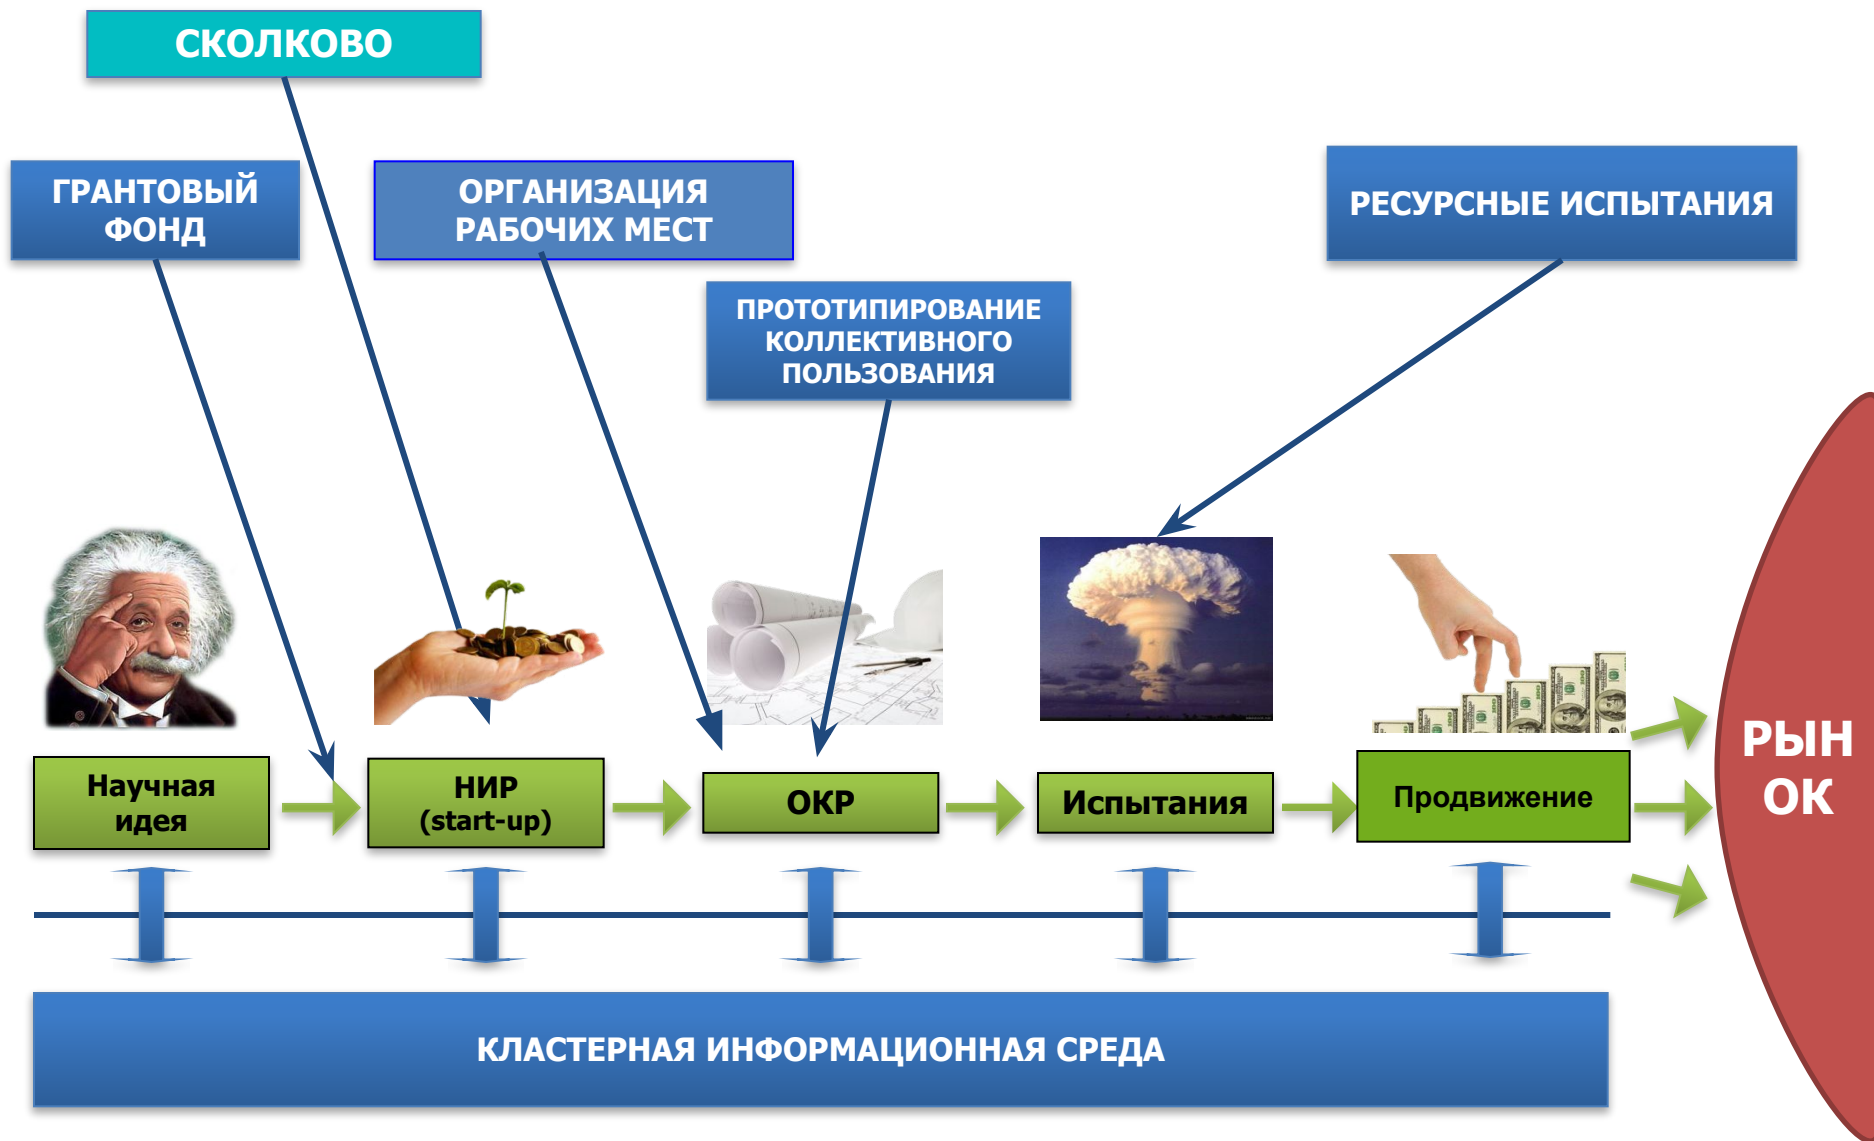 СКОЛКОВО
ГРАНТОВЫЙ
ФОНД
ОРГАНИЗАЦИЯ
РАБОЧИХ МЕСТ
РЕСУРСНЫЕ ИСПЫТАНИЯ
ПРОТОТИПИРОВАНИЕ
КОЛЛЕКТИВНОГО
ПОЛЬЗОВАНИЯ
Научная
идея
НИР
(start-up)
ОКР
Испытания
Продвижение
РЫН
ОК
КЛАСТЕРНАЯ ИНФОРМАЦИОННАЯ СРЕДА